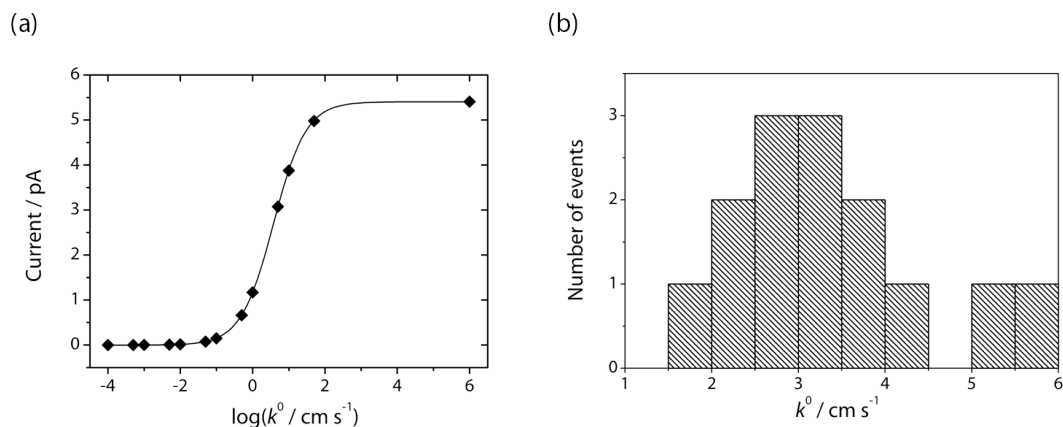 (a)
(b)
6
5
4
3
2
1
0
Current / pA
-4 -2 0 2 4 6
log(k⁰ / cm s⁻¹)
3
2
1
0
Number of events
1 2 3 4 5 6
k⁰ / cm s⁻¹